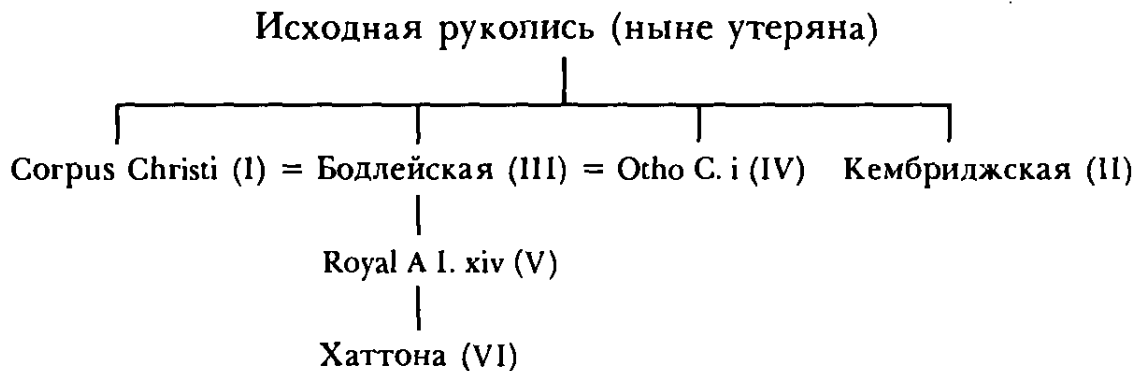 Исходная рукопись (ныне утеряна)
Corpus Christi (I) = Бодлейская (III) = Otho C. i (IV) Кембриджская (II)
Royal A I. xiv (V)
Хаттона (VI)